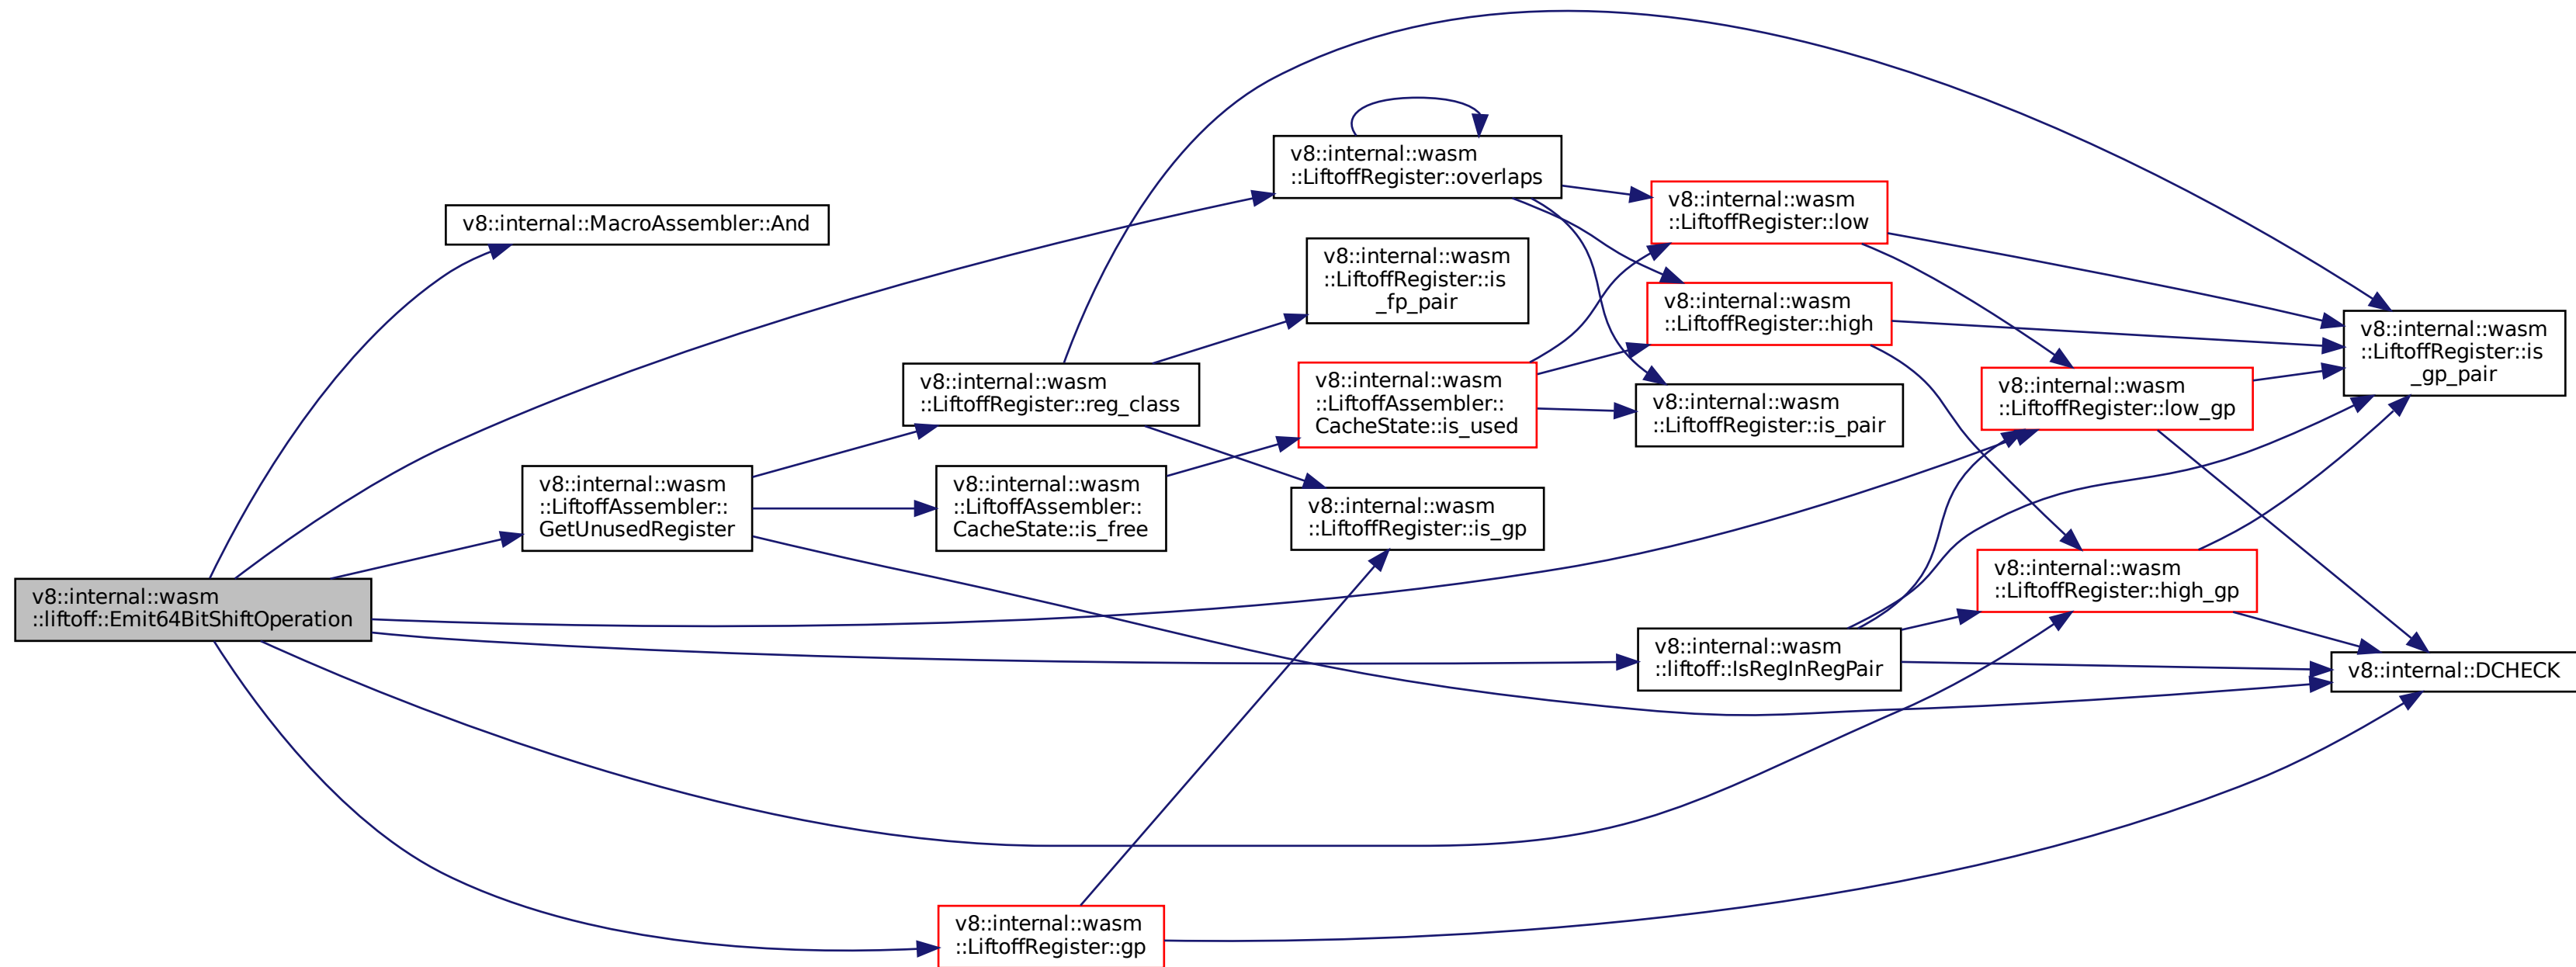 v8::internal::wasm
::liftoff::Emit64BitShiftOperation
v8::internal::MacroAssembler::And
v8::internal::wasm
::LiftoffAssembler::
GetUnusedRegister
v8::internal::wasm
::LiftoffRegister::reg_class
v8::internal::wasm
::LiftoffAssembler::
CacheState::is_free
v8::internal::wasm
::LiftoffRegister::gp
v8::internal::wasm
::LiftoffRegister::overlaps
v8::internal::wasm
::LiftoffRegister::is
_fp_pair
v8::internal::wasm
::LiftoffAssembler::
CacheState::is_used
v8::internal::wasm
::LiftoffRegister::is_gp
v8::internal::wasm
::LiftoffRegister::low
v8::internal::wasm
::LiftoffRegister::high
v8::internal::wasm
::LiftoffRegister::is_pair
v8::internal::wasm
::liftoff::IsRegInRegPair
v8::internal::wasm
::LiftoffRegister::low_gp
v8::internal::wasm
::LiftoffRegister::high_gp
v8::internal::wasm
::LiftoffRegister::is
_gp_pair
v8::internal::DCHECK